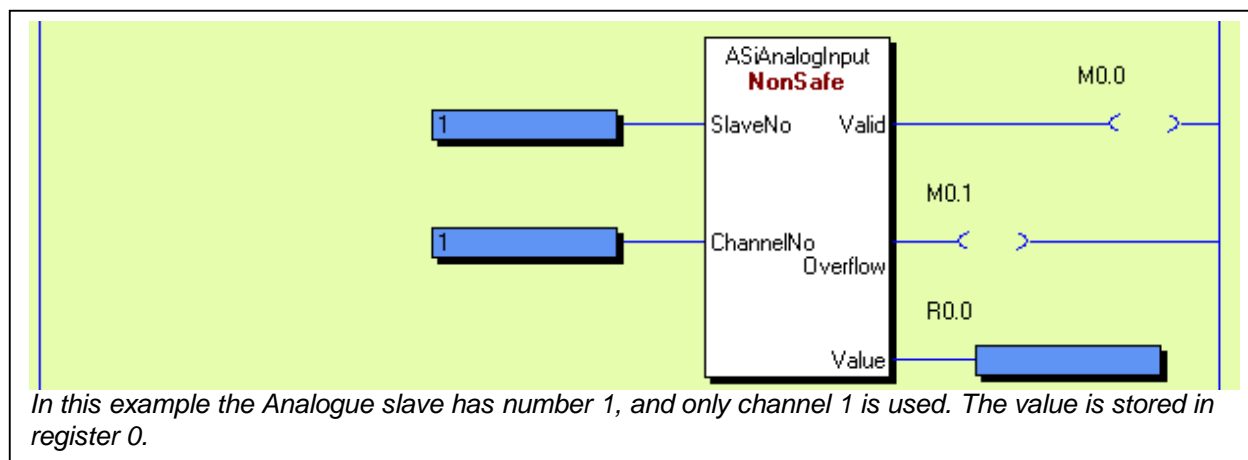 ASiAnalogInput
NonSafe
M0.0
1
SlaveNo Valid
M0.1
1
ChannelNo
Overflow
R0.0
Value
In this example the Analogue slave has number 1, and only channel 1 is used. The value is stored in
register 0.